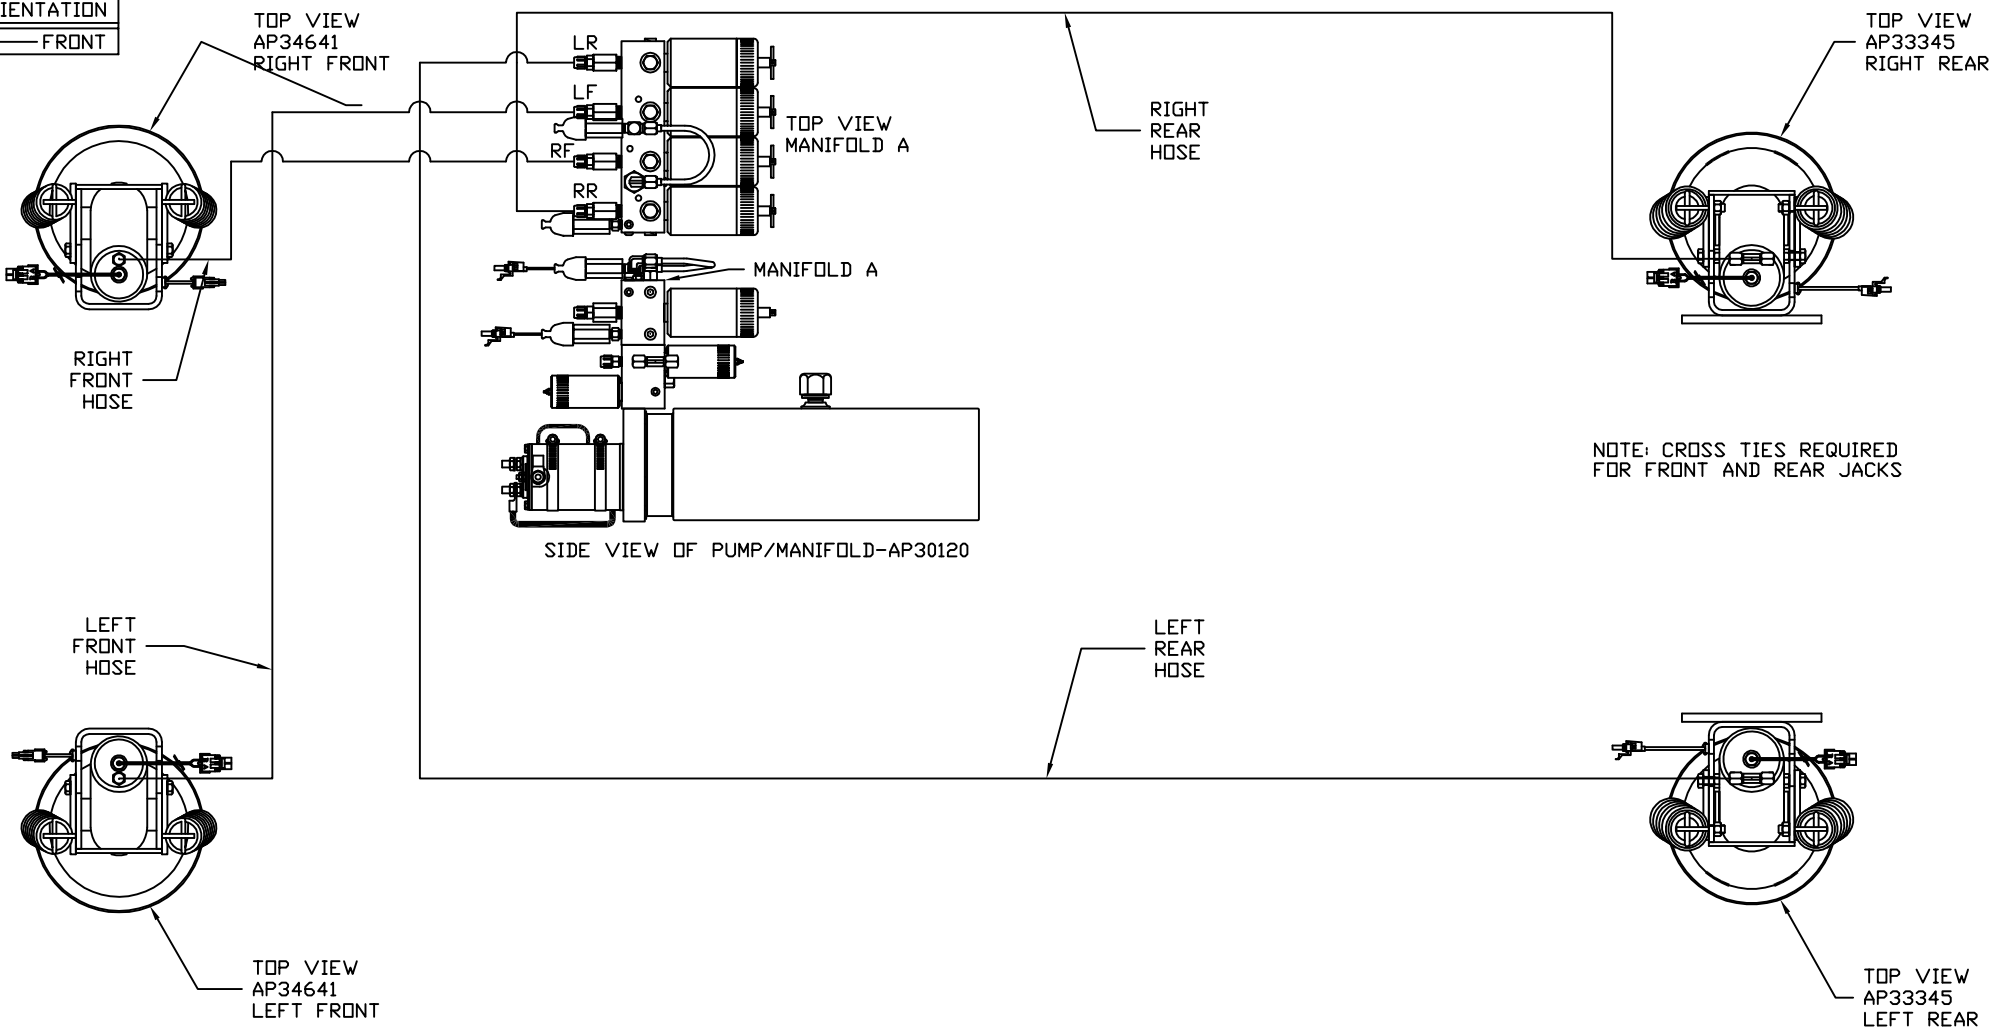 FRONT
TOP VIEW
AP34641
RIGHT FRONT
LR
LF
RF
RR
TOP VIEW
MANIFOLD A
RIGHT
REAR
HOSE
TOP VIEW
AP33345
RIGHT REAR
MANIFOLD A
RIGHT
FRONT
HOSE
NOTE: CROSS TIES REQUIRED
FOR FRONT AND REAR JACKS
SIDE VIEW OF PUMP/MANIFOLD-AP30120
LEFT
FRONT
HOSE
LEFT
REAR
HOSE
TOP VIEW
AP34641
LEFT FRONT
TOP VIEW
AP33345
LEFT REAR